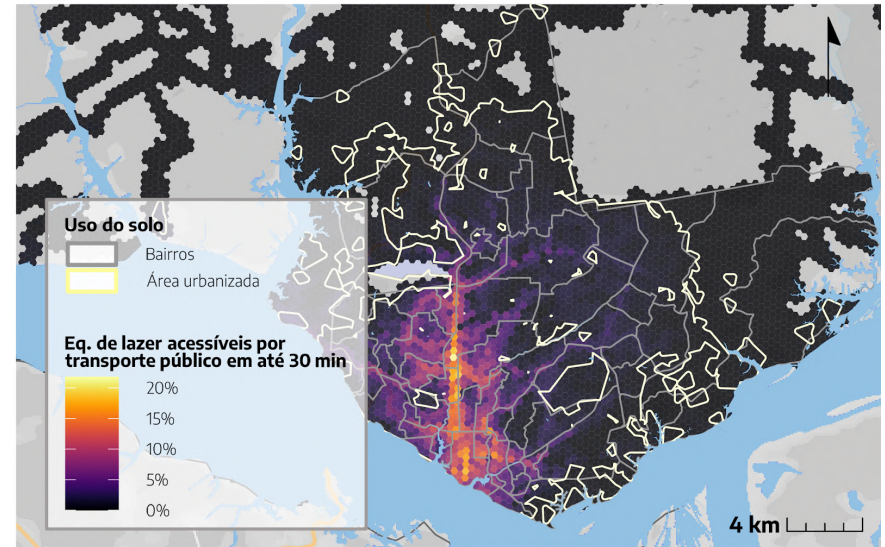 Uso do solo
Bairros
Área urbanizada
Eq. de lazer acessíveis por
transporte público em até 30 min
20%
15%
10%
5%
0%
4 km